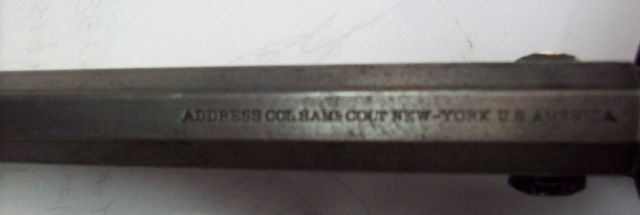 ADDRESS COL. SAML COLT NEW-YORK U.S. AMERICA.